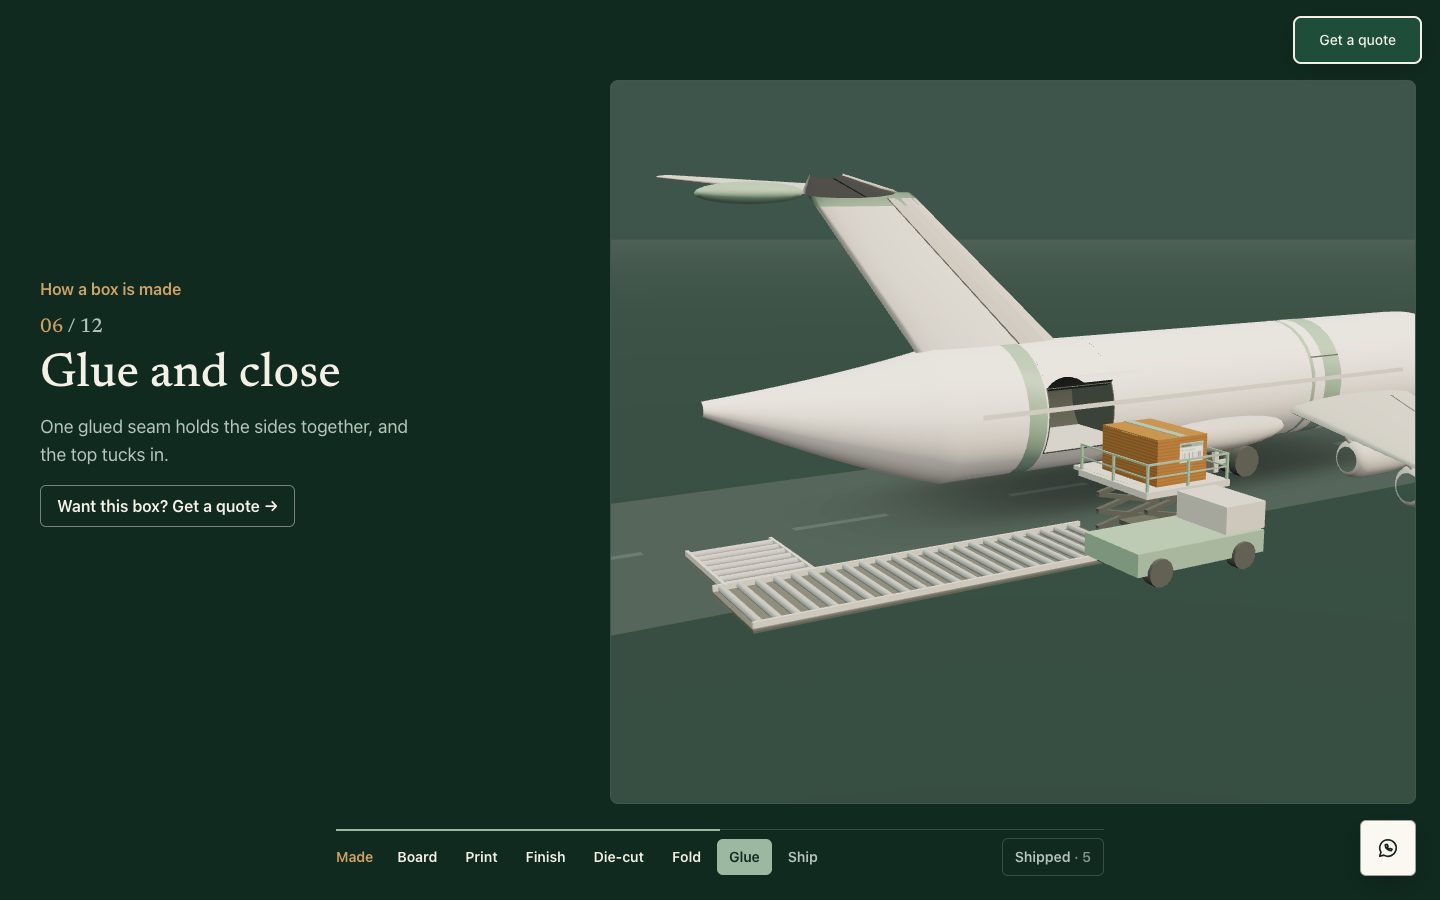 Get a quote
How a box is made
06 / 12
Glue and close
One glued seam holds the sides together, and
the top tucks in.
Want this box? Get a quote →
Made Board Print Finish Die-cut Fold Glue Ship Shipped · 5